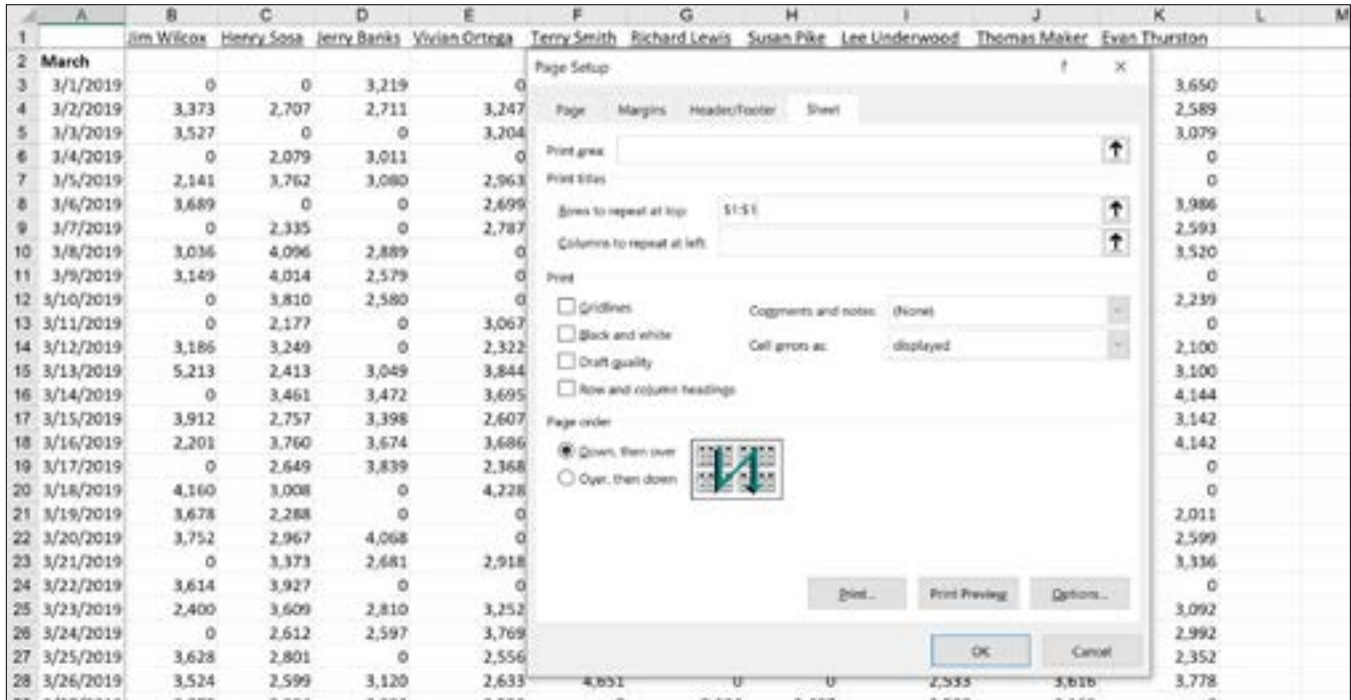 A B C D E F G H I J K L M
1 Jim Wilcox Henry Sosa Jerry Banks Vivian Ortega Terry Smith Richard Lewis Susan Pike Lee Underwood Thomas Maker Evan Thurston
2 March Page Setup ? ×
3 3/1/2019 0 0 3,219 0 3,650
4 3/2/2019 3,373 2,707 2,711 3,247 Page Margins Header/Footer Sheet 2,589
5 3/3/2019 3,527 0 0 3,204 3,079
6 3/4/2019 0 2,079 3,011 0 Print area: 0
7 3/5/2019 2,141 3,762 3,080 2,963 Print titles 0
8 3/6/2019 3,689 0 0 2,699 Rows to repeat at top: $1:$1 3,986
9 3/7/2019 0 2,335 0 2,787 2,593
Columns to repeat at left:
10 3/8/2019 3,036 4,096 2,889 0 3,520
11 3/9/2019 3,149 4,014 2,579 0 Print 0
12 3/10/2019 0 3,810 2,580 0 Gridlines Comments and notes: (None) 2,239
13 3/11/2019 0 2,177 0 3,067 Black and white 0
14 3/12/2019 3,186 3,249 0 2,322 Cell errors as: displayed 2,100
15 3/13/2019 5,213 2,413 3,049 3,844 Draft quality 3,100
16 3/14/2019 0 3,461 3,472 3,695 Row and column headings 4,144
17 3/15/2019 3,912 2,757 3,398 2,607 Page order 3,142
18 3/16/2019 2,201 3,760 3,674 3,686 Down, then over 4,142
19 3/17/2019 0 2,649 3,839 2,368 Over, then down 0
20 3/18/2019 4,160 3,008 0 4,228 0
21 3/19/2019 3,678 2,288 0 0 2,011
22 3/20/2019 3,752 2,967 4,068 0 2,599
23 3/21/2019 0 3,373 2,681 2,918 3,336
24 3/22/2019 3,614 3,927 0 0 Print... Print Preview Options... 0
25 3/23/2019 2,400 3,609 2,810 3,252 3,092
26 3/24/2019 0 2,612 2,597 3,769 2,992
27 3/25/2019 3,628 2,801 0 2,556 OK Cancel 2,352
28 3/26/2019 3,524 2,599 3,120 2,633 4,651 0 0 2,533 3,616 3,778